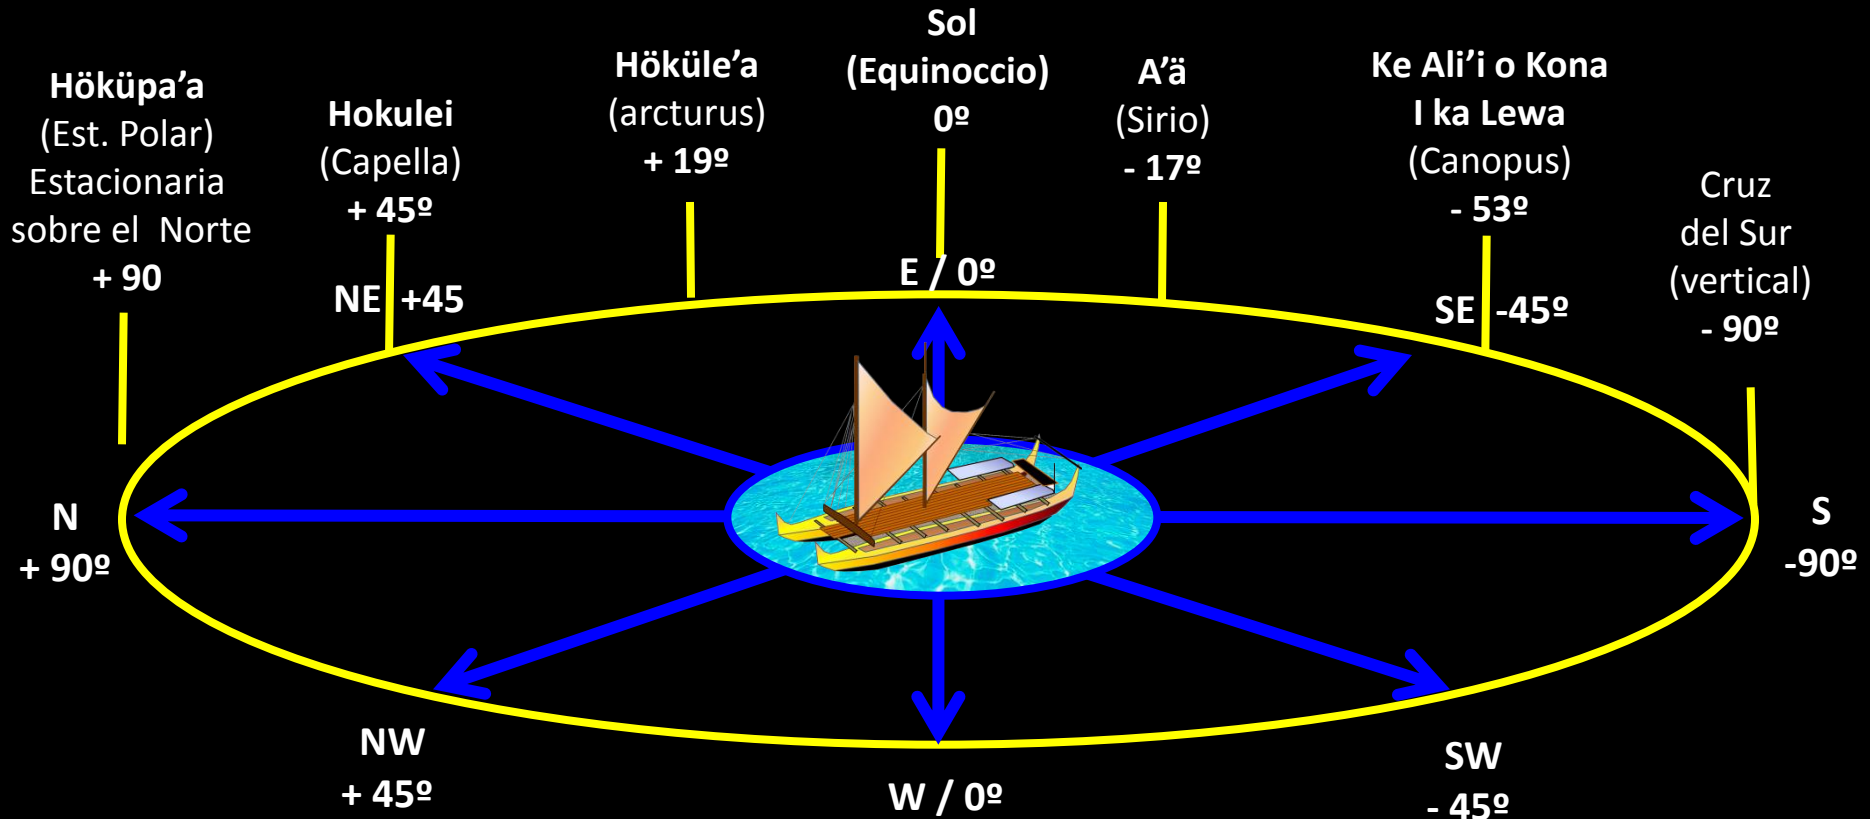 Höküpa’a
(Est. Polar)
Estacionaria
sobre el Norte
+ 90
Hokulei
(Capella)
+ 45º
Höküle’a
(arcturus)
+ 19º
Sol
(Equinoccio)
0º
A’ä
(Sirio)
- 17º
Ke Ali’i o Kona
I ka Lewa
(Canopus)
- 53º
Cruz
del Sur
(vertical)
- 90º
NE +45
E / 0º
SE -45º
N
+ 90º
S
-90º
NW
+ 45º
W / 0º
SW
- 45º